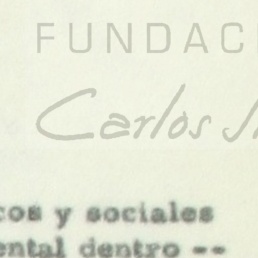 FUNDAC
Carlos
cos y sociales
ental dentro --